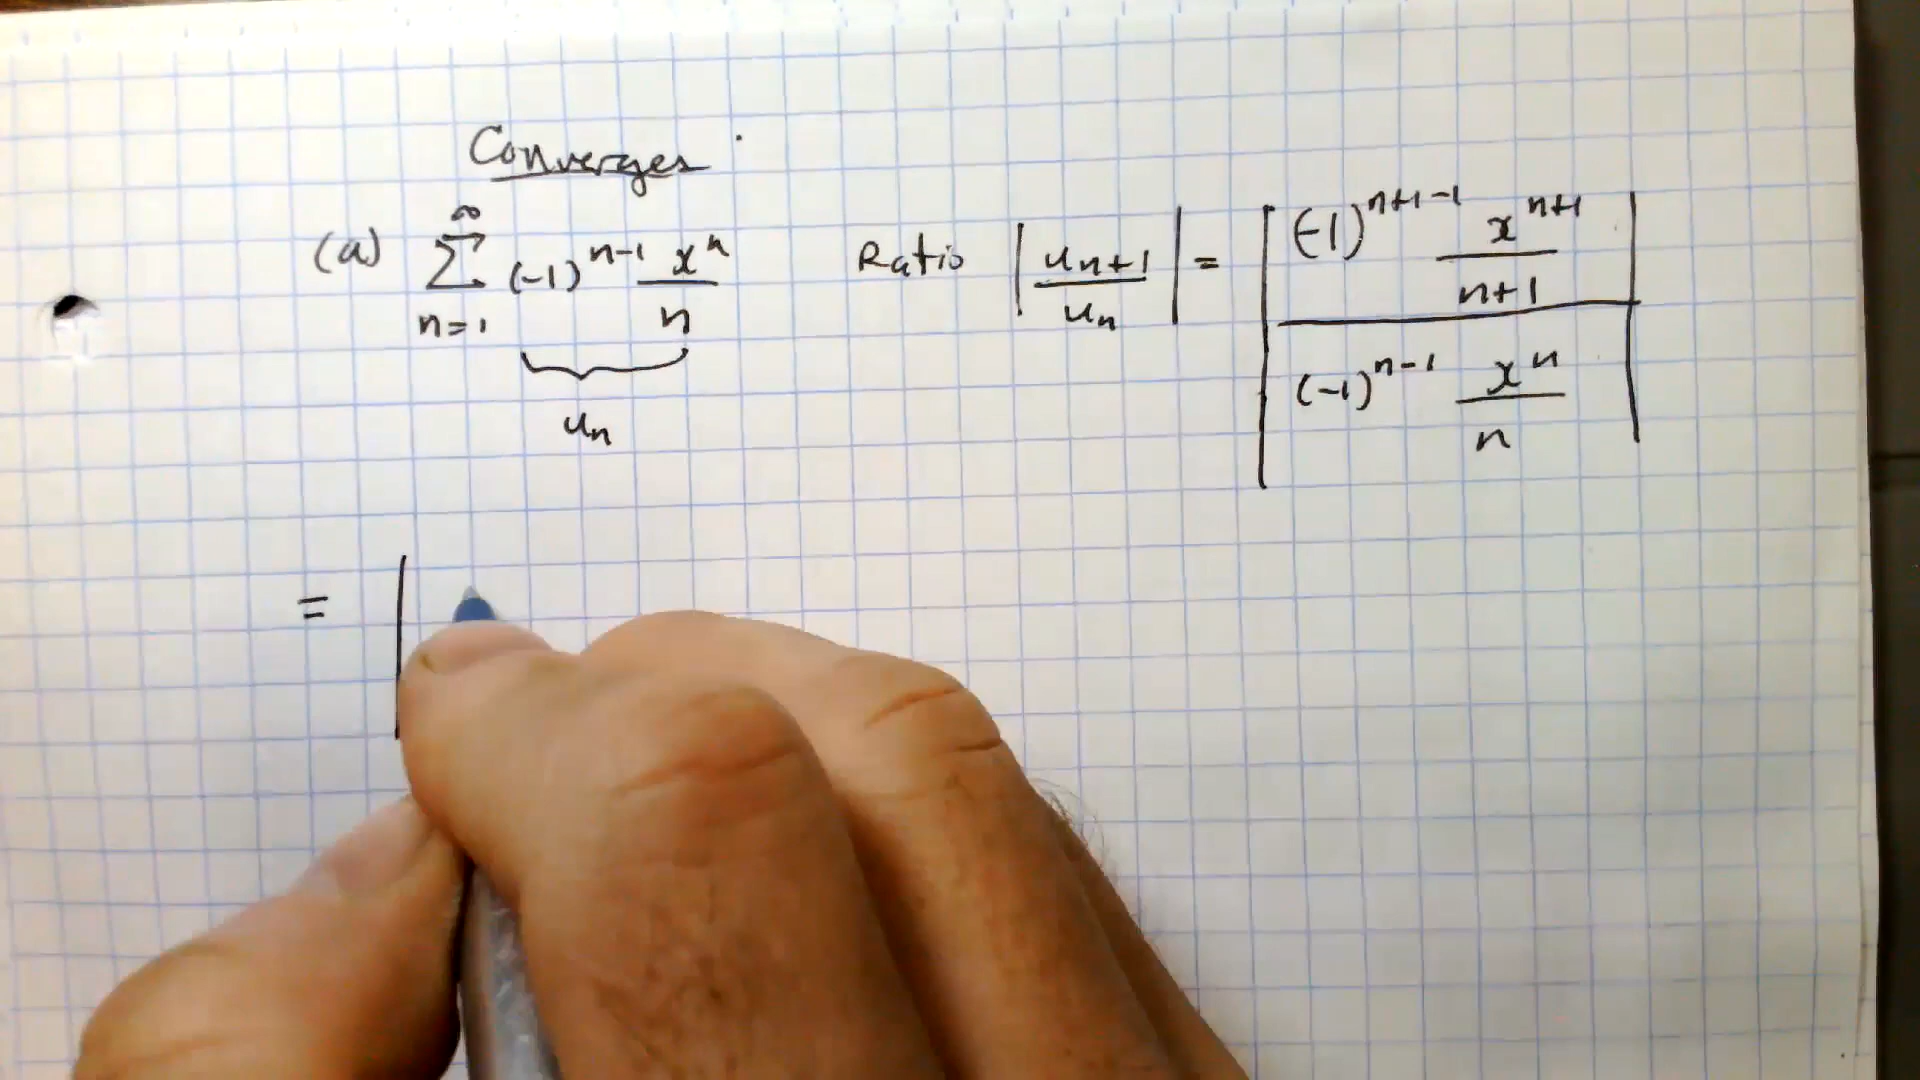 Converges
(a) ∑_{n=1}^{∞} (-1)^{n-1} x^n/n   Ratio |u_{n+1}/u_n| = |((-1)^{n+1-1} x^{n+1}/(n+1))/((-1)^{n-1} x^n/n)|
u_n
= |